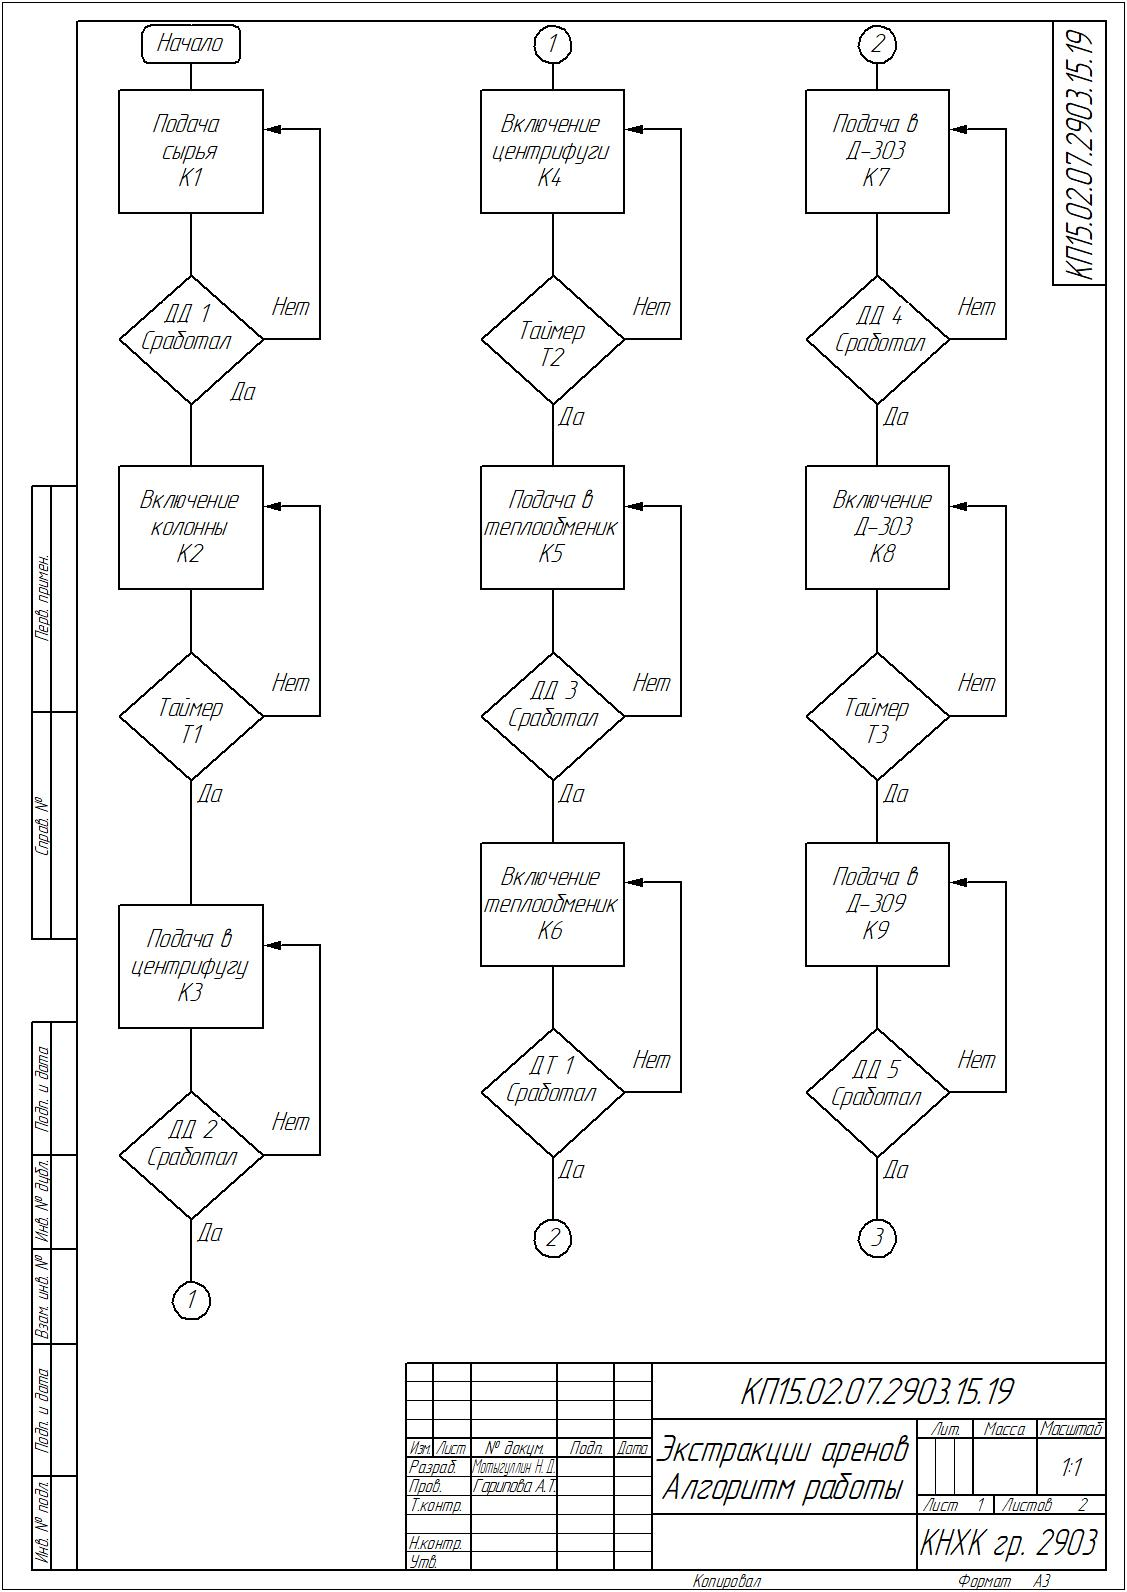 Начало
Подача
сырья
К1
ДД 1
Сработал
Нет
Да
Включение
колонны
К2
Таймер
Т1
Нет
Да
Подача в
центрифугу
К3
ДД 2
Сработал
Нет
Да
1
1
Включение
центрифуги
К4
Таймер
Т2
Нет
Да
Подача в
теплообменик
К5
ДД 3
Сработал
Нет
Да
Включение
теплообменик
К6
ДТ 1
Сработал
Нет
Да
2
2
Подача в
Д-303
К7
ДД 4
Сработал
Нет
Да
Включение
Д-303
К8
Таймер
Т3
Нет
Да
Подача в
Д-309
К9
ДД 5
Сработал
Нет
Да
3
КП15.02.07.2903.15.19
Перв. примен.
Справ. №
Подп. и дата
Инв. № дубл.
Взам. инв. №
Подп. и дата
Инв. № подл.
КП15.02.07.2903.15.19
Изм. Лист № докум. Подп. Дата
Разраб. Мотыгуллин Н. Д.
Пров. Гарипова А.Т.
Т.контр.
Н.контр.
Утв.
Экстракции аренов
Алгоритм работы
Лит. Масса Масштаб
1:1
Лист 1 Листов 2
КНХК гр. 2903
Копировал Формат А3